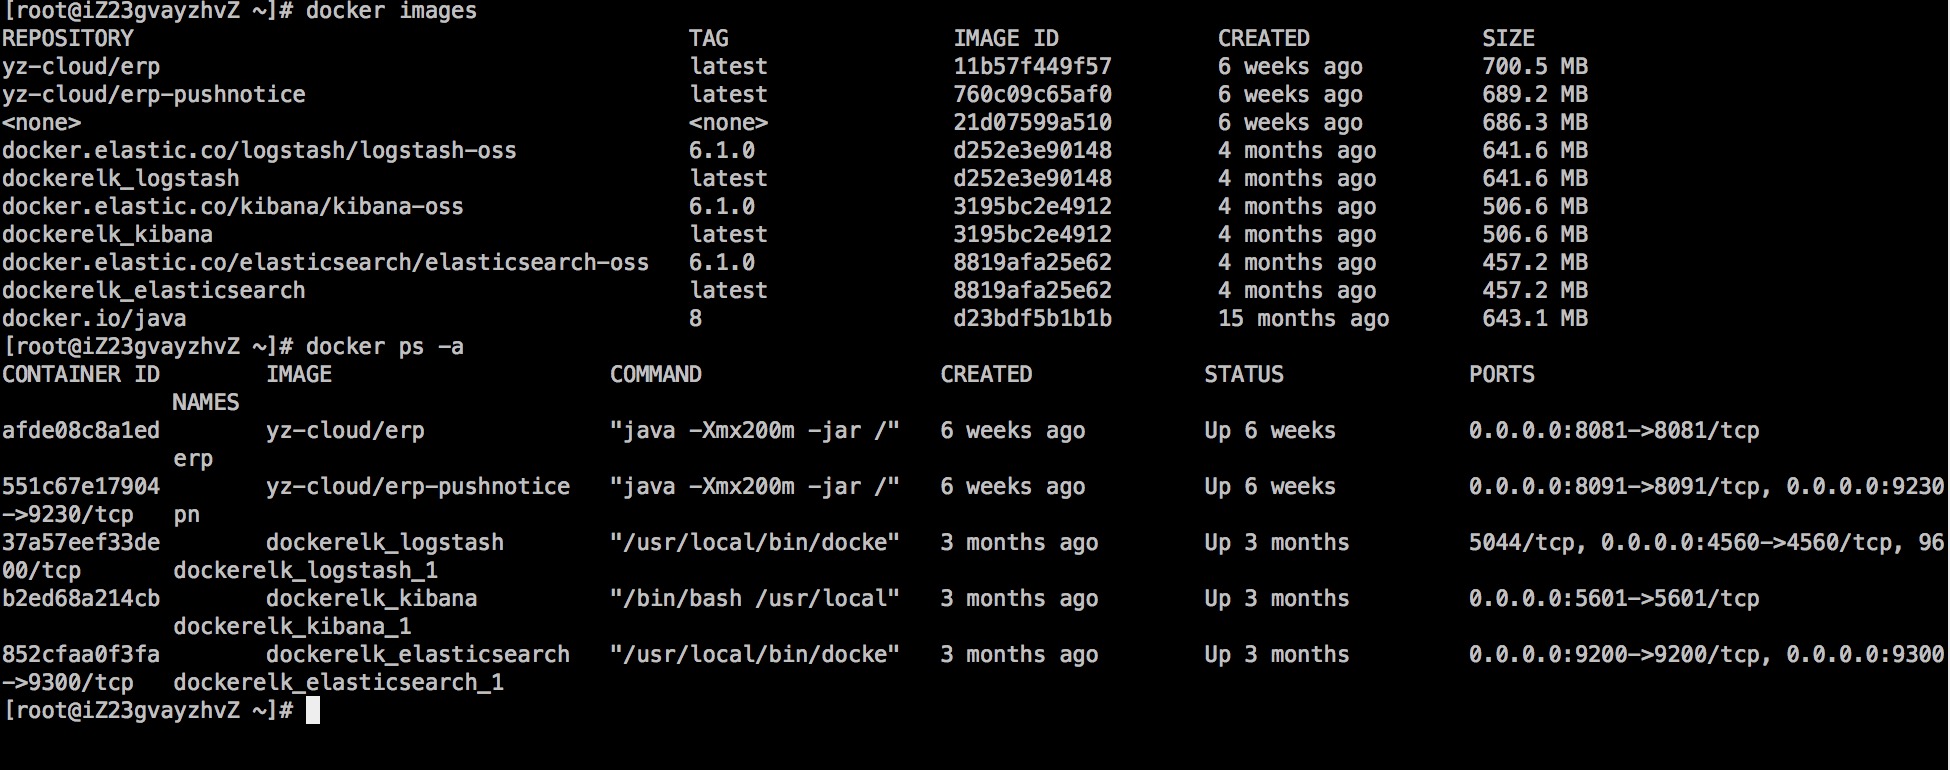 [root@iZ23gvayzhvZ ~]# docker images
REPOSITORY TAG IMAGE ID CREATED SIZE
yz-cloud/erp latest 11b57f449f57 6 weeks ago 700.5 MB
yz-cloud/erp-pushnotice latest 760c09c65af0 6 weeks ago 689.2 MB
<none> <none> 21d07599a510 6 weeks ago 686.3 MB
docker.elastic.co/logstash/logstash-oss 6.1.0 d252e3e90148 4 months ago 641.6 MB
dockerelk_logstash latest d252e3e90148 4 months ago 641.6 MB
docker.elastic.co/kibana/kibana-oss 6.1.0 3195bc2e4912 4 months ago 506.6 MB
dockerelk_kibana latest 3195bc2e4912 4 months ago 506.6 MB
docker.elastic.co/elasticsearch/elasticsearch-oss 6.1.0 8819afa25e62 4 months ago 457.2 MB
dockerelk_elasticsearch latest 8819afa25e62 4 months ago 457.2 MB
docker.io/java 8 d23bdf5b1b1b 15 months ago 643.1 MB
[root@iZ23gvayzhvZ ~]# docker ps -a
CONTAINER ID IMAGE COMMAND CREATED STATUS PORTS
NAMES
afde08c8a1ed yz-cloud/erp "java -Xmx200m -jar /" 6 weeks ago Up 6 weeks 0.0.0.0:8081->8081/tcp
erp
551c67e17904 yz-cloud/erp-pushnotice "java -Xmx200m -jar /" 6 weeks ago Up 6 weeks 0.0.0.0:8091->8091/tcp, 0.0.0.0:9230
->9230/tcp pn
37a57eef33de dockerelk_logstash "/usr/local/bin/docke" 3 months ago Up 3 months 5044/tcp, 0.0.0.0:4560->4560/tcp, 96
00/tcp dockerelk_logstash_1
b2ed68a214cb dockerelk_kibana "/bin/bash /usr/local" 3 months ago Up 3 months 0.0.0.0:5601->5601/tcp
dockerelk_kibana_1
852cfaa0f3fa dockerelk_elasticsearch "/usr/local/bin/docke" 3 months ago Up 3 months 0.0.0.0:9200->9200/tcp, 0.0.0.0:9300
->9300/tcp dockerelk_elasticsearch_1
[root@iZ23gvayzhvZ ~]#